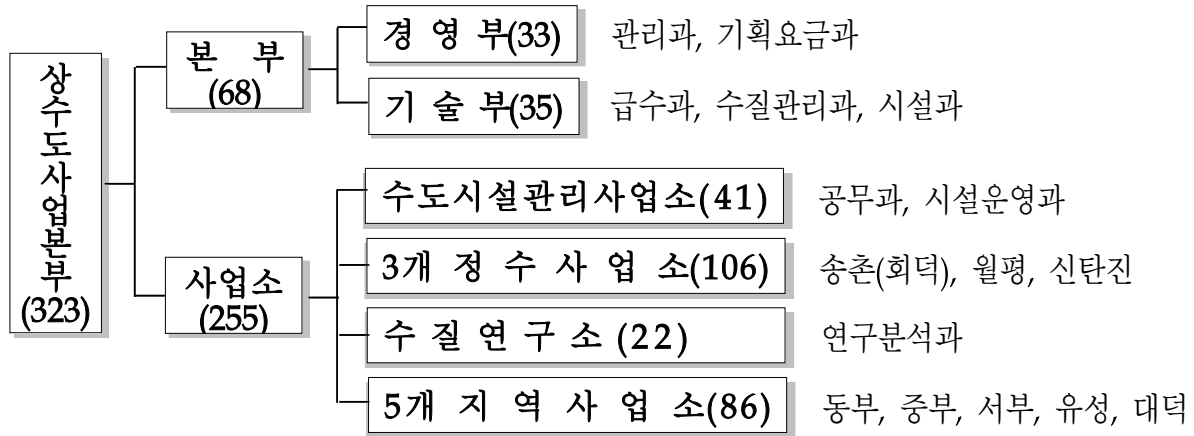 상수도사업본부
(323)
본 부
(68)
경 영 부(33) 관리과, 기획요금과
기 술 부(35) 급수과, 수질관리과, 시설과
사업소
(255)
수도시설관리사업소(41) 공무과, 시설운영과
3개 정 수 사 업 소(106) 송촌(회덕), 월평, 신탄진
수 질 연 구 소 (22) 연구분석과
5개 지 역 사 업 소(86) 동부, 중부, 서부, 유성, 대덕